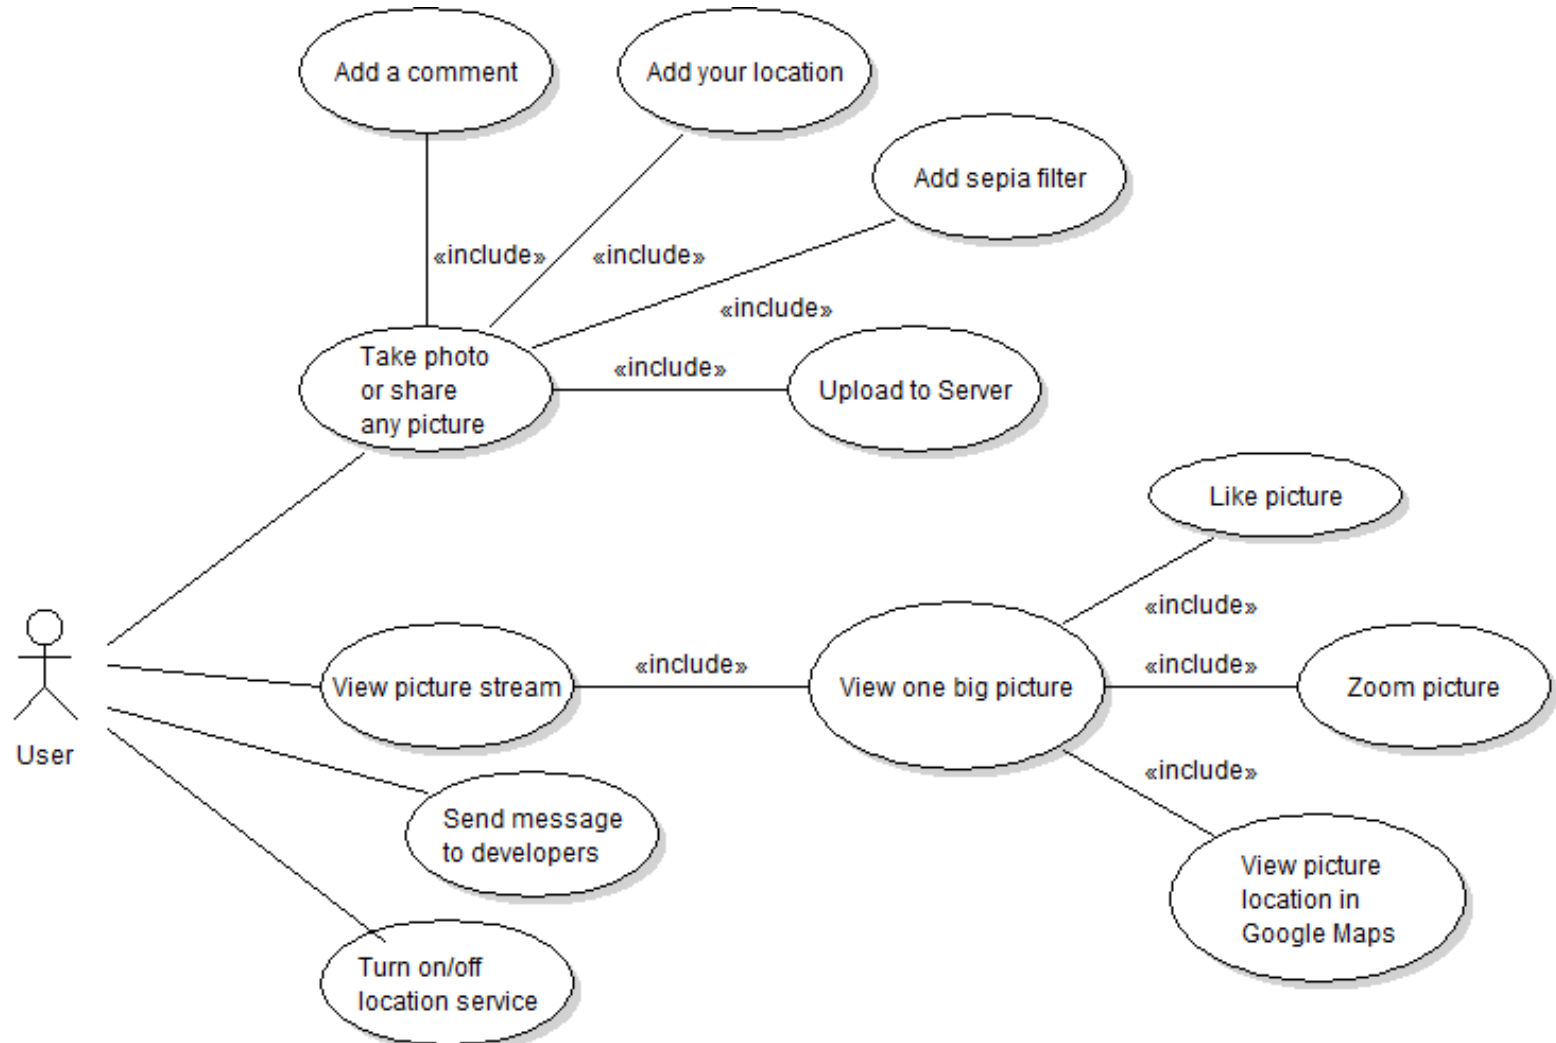 Add a comment
Add your location
Add sepia filter
«include»
«include»
«include»
Take photo
or share
any picture
«include»
Upload to Server
Like picture
«include»
User
View picture stream
«include»
View one big picture
«include»
Zoom picture
«include»
Send message
to developers
View picture
location in
Google Maps
Turn on/off
location service